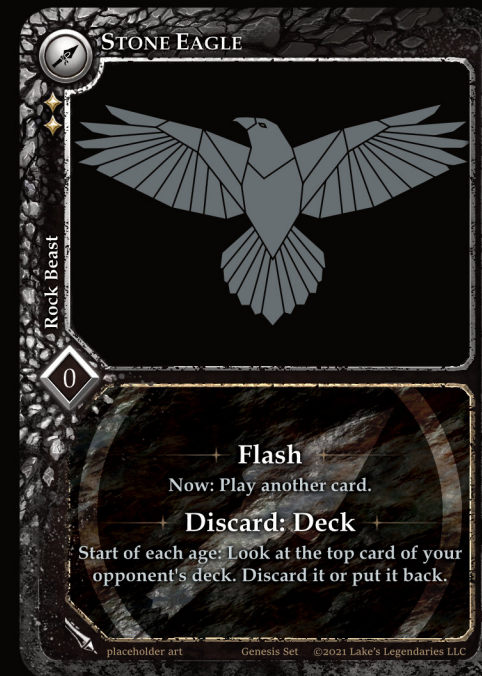 Stone Eagle
Rock Beast
0
Flash
Now: Play another card.
Discard: Deck
Start of each age: Look at the top card of your
opponent's deck. Discard it or put it back.
placeholder art Genesis Set ©2021 Lake's Legendaries LLC